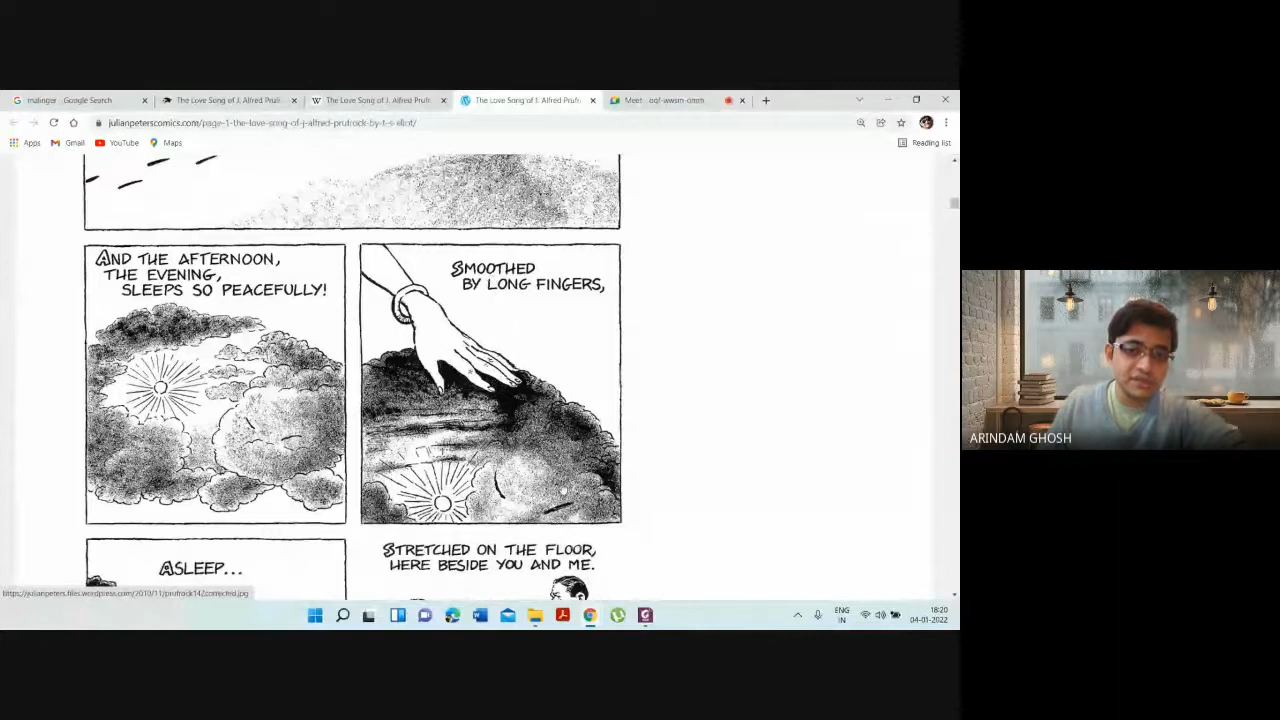 malinger - Google Search
The Love Song of J. Alfred Prufr
The Love Song of J. Alfred Prufr
The Love Song of J. Alfred Prufr
Meet
julianpeterscomics.com/page-1-the-love-song-of-j-alfred-prufrock-by-t-s-eliot/
Apps
Gmail
YouTube
Maps
Reading list
AND THE AFTERNOON,
THE EVENING,
SLEEPS SO PEACEFULLY!
SMOOTHED
BY LONG FINGERS,
ASLEEP...
STRETCHED ON THE FLOOR,
HERE BESIDE YOU AND ME.
ARINDAM GHOSH
ENG
IN
18:20
04-01-2022